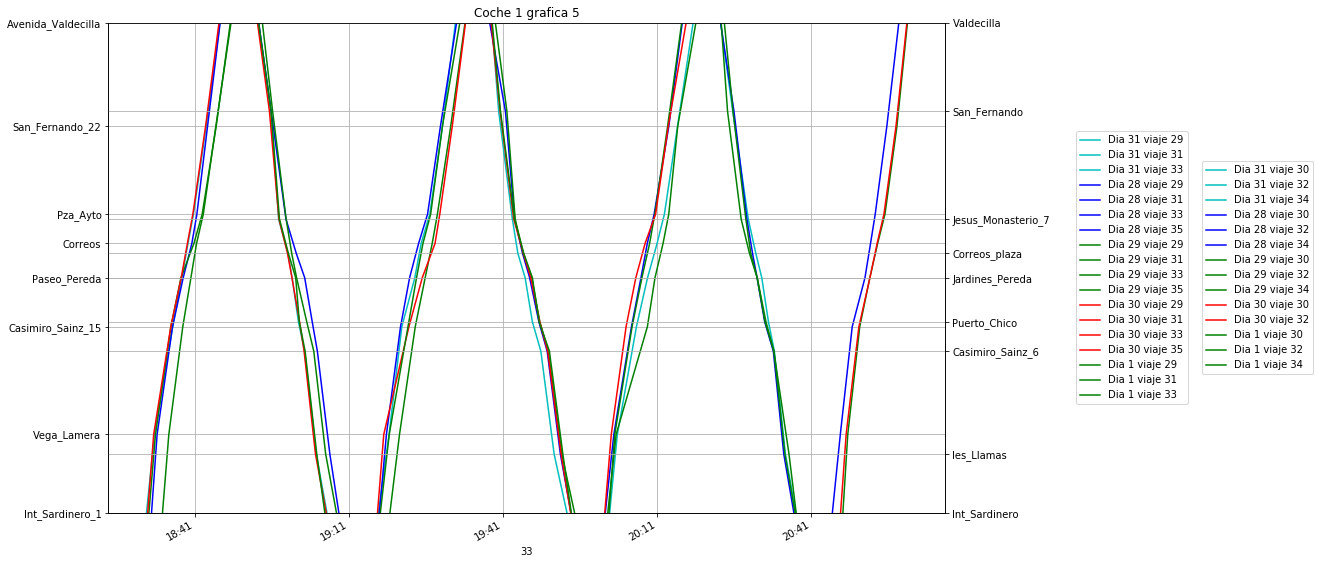 Coche 1 grafica 5
Avenida_Valdecilla
San_Fernando_22
Pza_Ayto
Correos
Paseo_Pereda
Casimiro_Sainz_15
Vega_Lamera
Int_Sardinero_1
Valdecilla
San_Fernando
Jesus_Monasterio_7
Correos_plaza
Jardines_Pereda
Puerto_Chico
Casimiro_Sainz_6
Ies_Llamas
Int_Sardinero
18:41
19:11
19:41
20:11
20:41
33
Dia 31 viaje 29
Dia 31 viaje 31
Dia 31 viaje 33
Dia 28 viaje 29
Dia 28 viaje 31
Dia 28 viaje 33
Dia 28 viaje 35
Dia 29 viaje 29
Dia 29 viaje 31
Dia 29 viaje 33
Dia 29 viaje 35
Dia 30 viaje 29
Dia 30 viaje 31
Dia 30 viaje 33
Dia 30 viaje 35
Dia 1 viaje 29
Dia 1 viaje 31
Dia 1 viaje 33
Dia 31 viaje 30
Dia 31 viaje 32
Dia 31 viaje 34
Dia 28 viaje 30
Dia 28 viaje 32
Dia 28 viaje 34
Dia 29 viaje 30
Dia 29 viaje 32
Dia 29 viaje 34
Dia 30 viaje 30
Dia 30 viaje 32
Dia 1 viaje 30
Dia 1 viaje 32
Dia 1 viaje 34